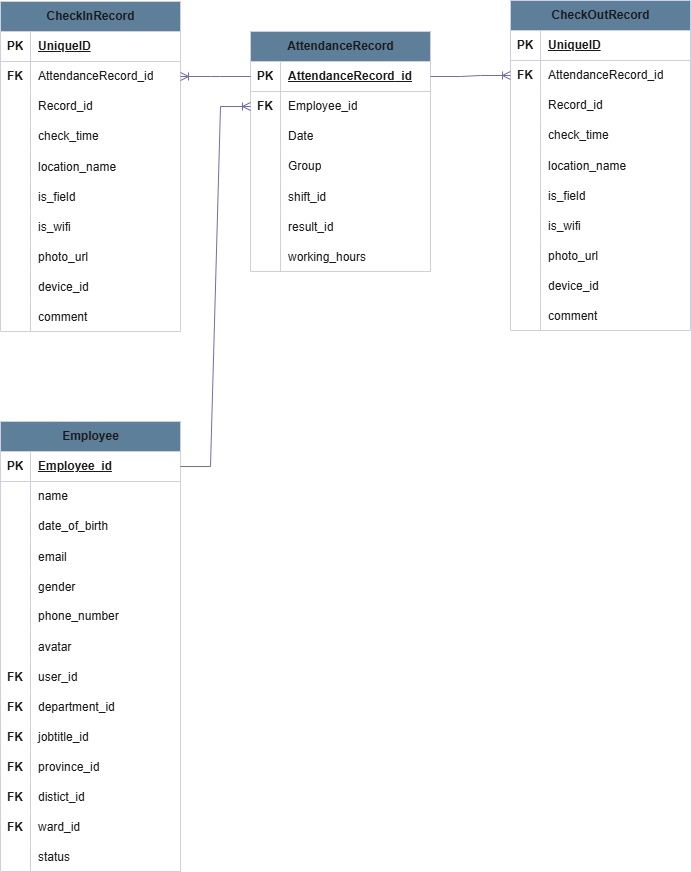 CheckInRecord
PK UniqueID
FK AttendanceRecord_id
Record_id
check_time
location_name
is_field
is_wifi
photo_url
device_id
comment
AttendanceRecord
PK AttendanceRecord_id
FK Employee_id
Date
Group
shift_id
result_id
working_hours
CheckOutRecord
PK UniqueID
FK AttendanceRecord_id
Record_id
check_time
location_name
is_field
is_wifi
photo_url
device_id
comment
Employee
PK Employee_id
name
date_of_birth
email
gender
phone_number
avatar
FK user_id
FK department_id
FK jobtitle_id
FK province_id
FK distict_id
FK ward_id
status